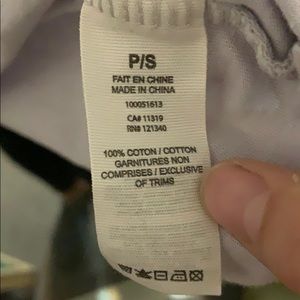 P/S
FAIT EN CHINE
MADE IN CHINA
100051613
CA# 11319
RN# 121340
100% COTON / COTTON
GARNITURES NON
COMPRISES / EXCLUSIVE
OF TRIMS